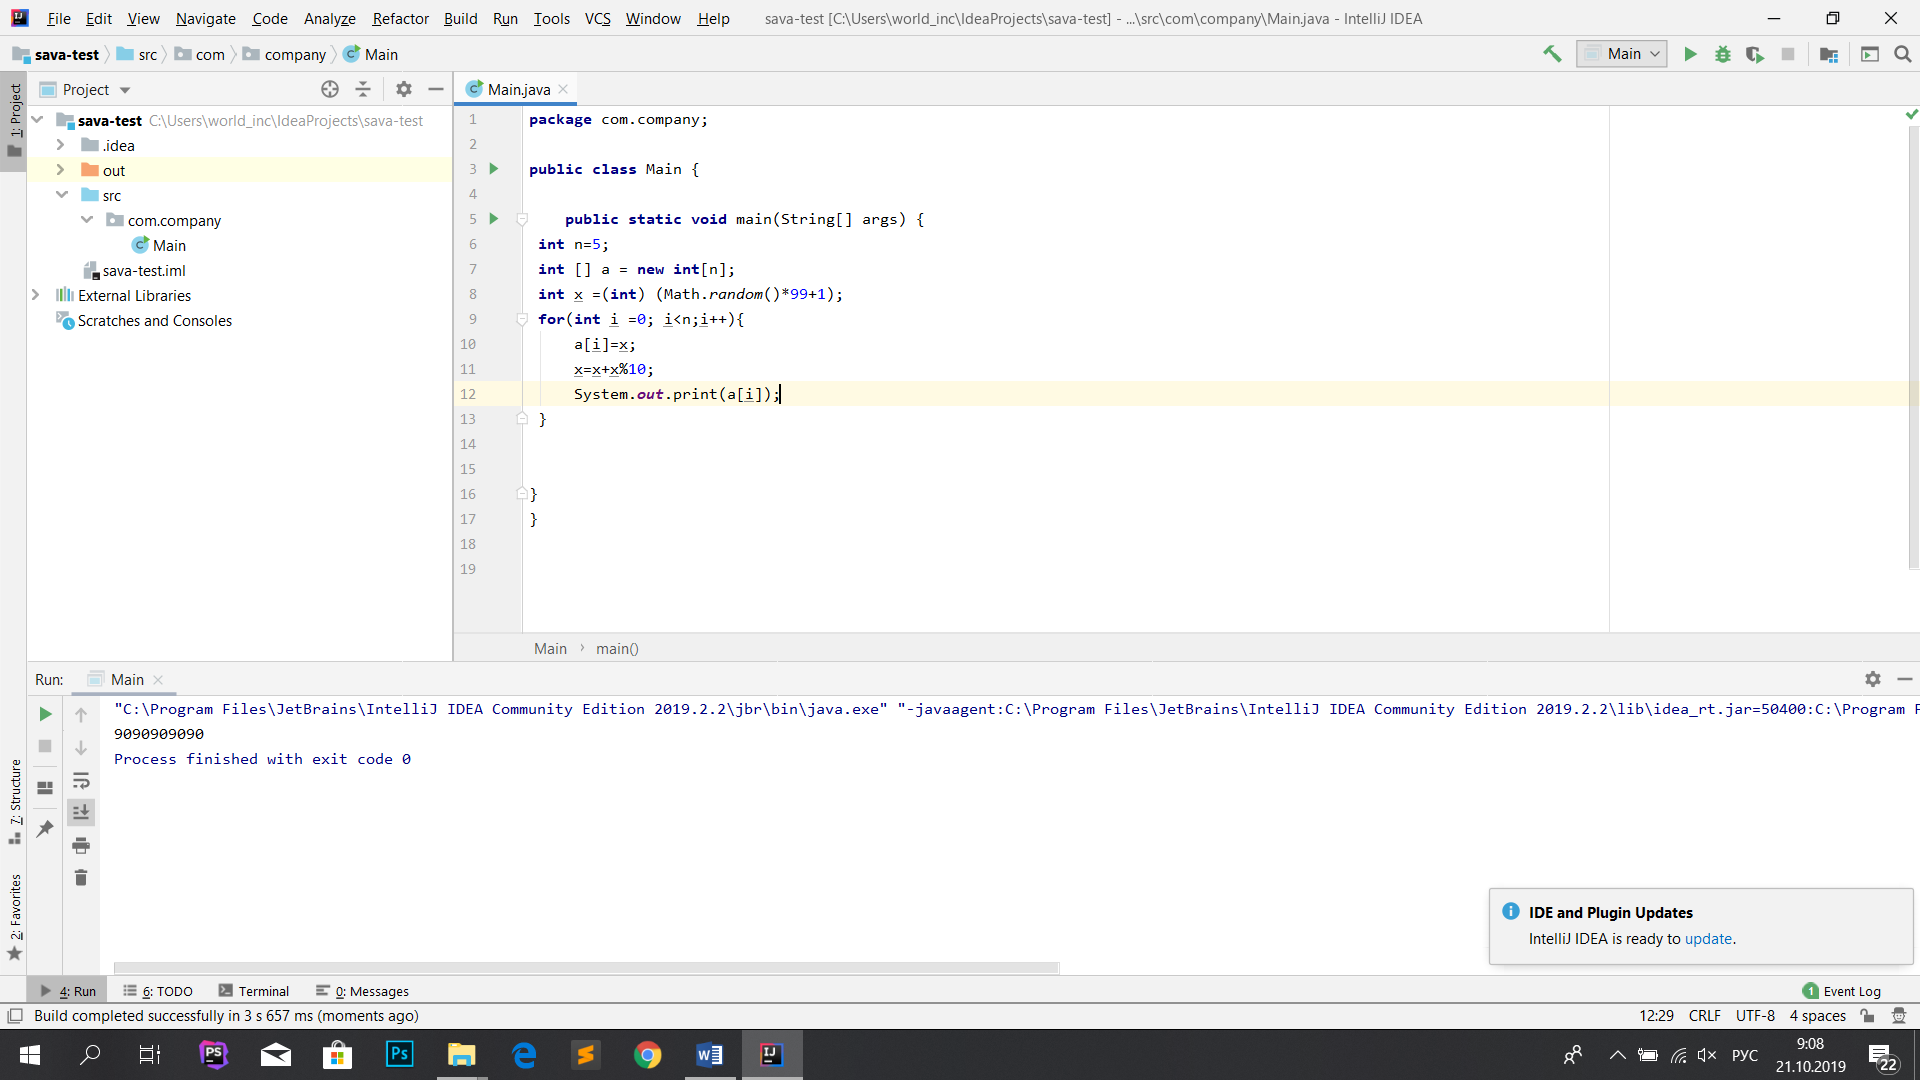 File Edit View Navigate Code Analyze Refactor Build Run Tools VCS Window Help sava-test [C:\Users\world_inc\IdeaProjects\sava-test] - ...\src\com\company\Main.java - IntelliJ IDEA
sava-test src com company Main
Main
1: Project
Project
Main.java
sava-test C:\Users\world_inc\IdeaProjects\sava-test
.idea
out
src
com.company
Main
sava-test.iml
External Libraries
Scratches and Consoles
1 package com.company;
2
3 public class Main {
4
5 public static void main(String[] args) {
6 int n=5;
7 int [] a = new int[n];
8 int x =(int) (Math.random()*99+1);
9 for(int i =0; i<n;i++){
10 a[i]=x;
11 x=x+x%10;
12 System.out.print(a[i]);
13 }
14
15
16 }
17 }
18
19
Main main()
Run: Main
"C:\Program Files\JetBrains\IntelliJ IDEA Community Edition 2019.2.2\jbr\bin\java.exe" "-javaagent:C:\Program Files\JetBrains\IntelliJ IDEA Community Edition 2019.2.2\lib\idea_rt.jar=50400:C:\Program F
9090909090
Process finished with exit code 0
7: Structure
2: Favorites
IDE and Plugin Updates
IntelliJ IDEA is ready to update.
4: Run 6: TODO Terminal 0: Messages 1 Event Log
Build completed successfully in 3 s 657 ms (moments ago) 12:29 CRLF UTF-8 4 spaces
PS Ps W IJ РУС 9:08
21.10.2019 22